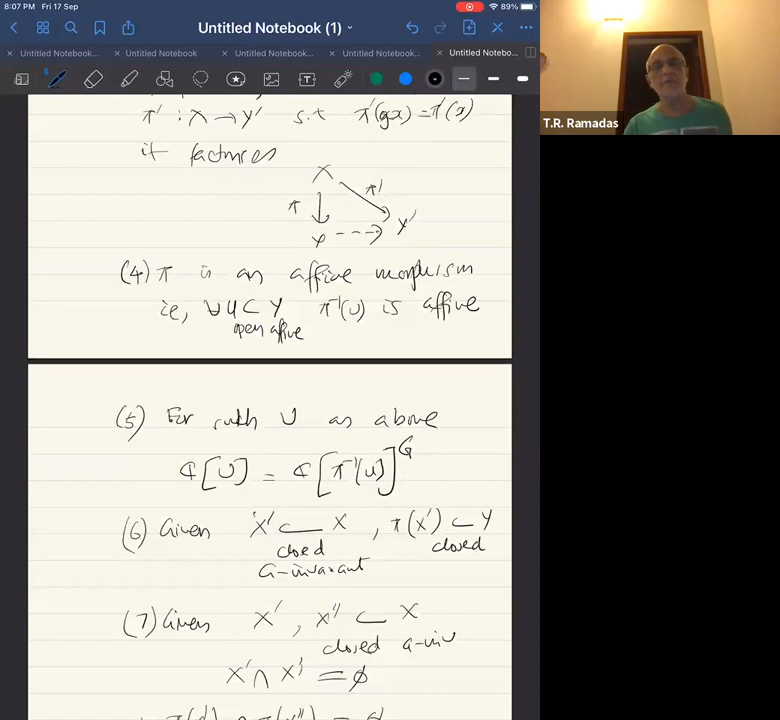 8:07 PM Fri 17 Sep
89%
Untitled Notebook (1)
Untitled Notebook...
Untitled Notebook
Untitled Notebook...
Untitled Notebook...
Untitled Notebo...
T.R. Ramadas
π' : X → Y' s.t π'(gx) = π'(x)
it factures
X
π π'
Y ---> Y'
(4) π is an affine morphism
ie, ∀ U ⊂ Y π⁻¹(U) is affine
open affine
(5) For such U as above
ℂ[U] = ℂ[π⁻¹(U)]^G
(6) Given X' ⊂ X , π(X') ⊂ Y
closed closed
G-invariant
(7) Given X', X'' ⊂ X
closed G-inv
X' ∩ X'' = ∅